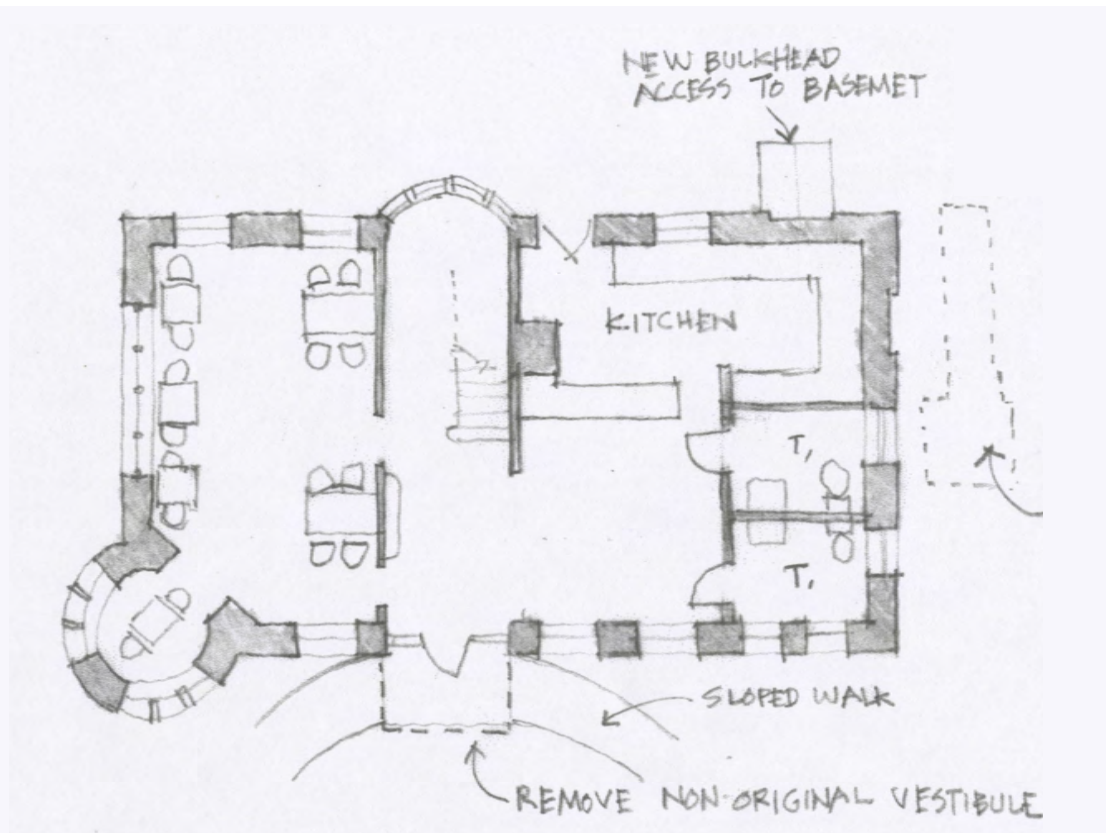 NEW BULKHEAD
ACCESS TO BASEMET
KITCHEN
T,
T,
SLOPED WALK
REMOVE NON-ORIGINAL VESTIBULE